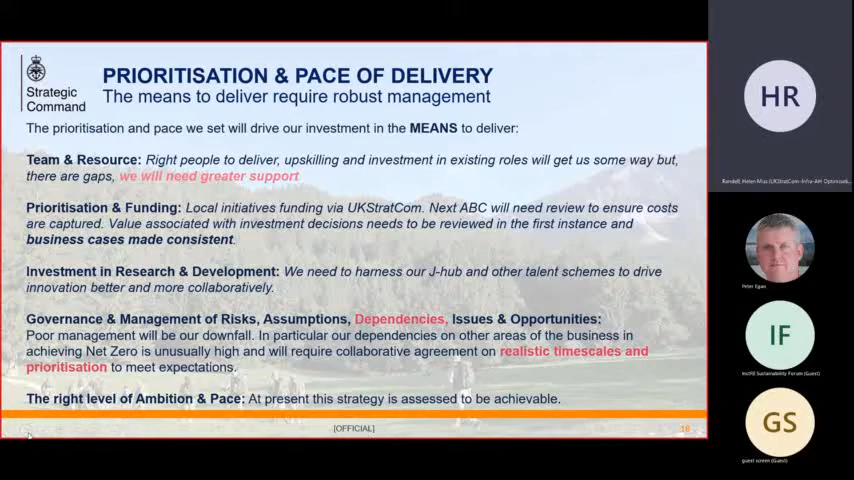 Strategic
Command
PRIORITISATION & PACE OF DELIVERY
The means to deliver require robust management
The prioritisation and pace we set will drive our investment in the MEANS to deliver:
Team & Resource: Right people to deliver, upskilling and investment in existing roles will get us some way but,
there are gaps, we will need greater support
Prioritisation & Funding: Local initiatives funding via UKStratCom. Next ABC will need review to ensure costs
are captured. Value associated with investment decisions needs to be reviewed in the first instance and
business cases made consistent.
Investment in Research & Development: We need to harness our J-hub and other talent schemes to drive
innovation better and more collaboratively.
Governance & Management of Risks, Assumptions, Dependencies, Issues & Opportunities:
Poor management will be our downfall. In particular our dependencies on other areas of the business in
achieving Net Zero is unusually high and will require collaborative agreement on realistic timescales and
prioritisation to meet expectations.
The right level of Ambition & Pace: At present this strategy is assessed to be achievable.
[OFFICIAL]
16
HR
Helen Miss (UKStratCom-Infra-AH
Peter Egan
IF
Sustainability Forum (Guest)
GS
guest screen (Guest)